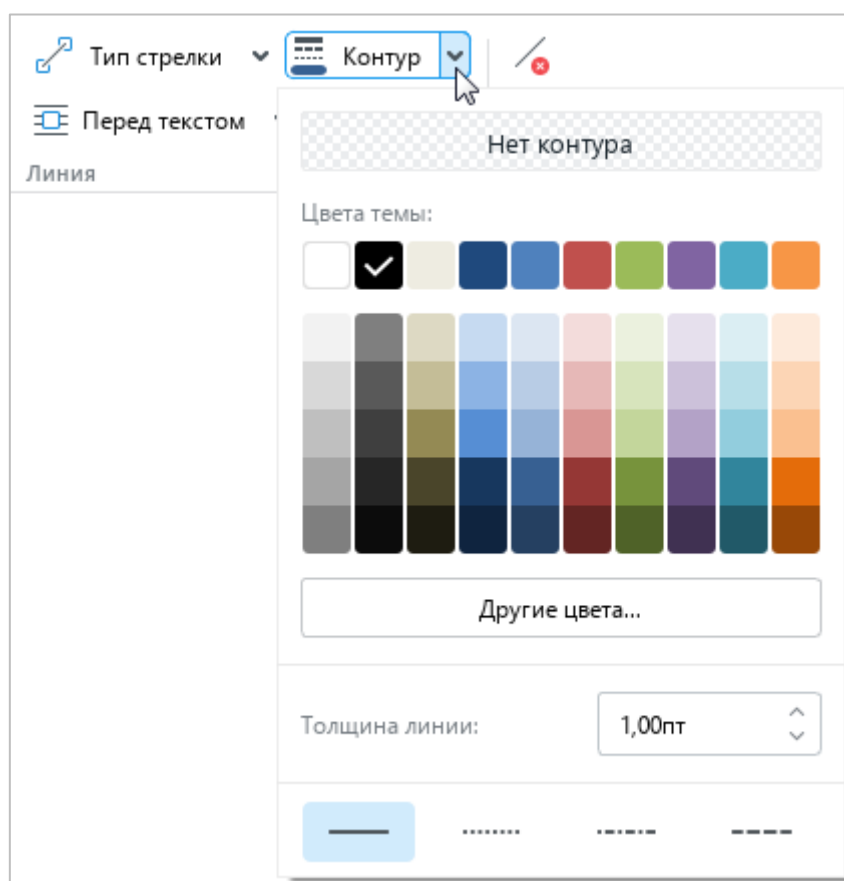 Тип стрелки
Контур
Перед текстом
Линия
Нет контура
Цвета темы:
Другие цвета...
Толщина линии:
1,00пт